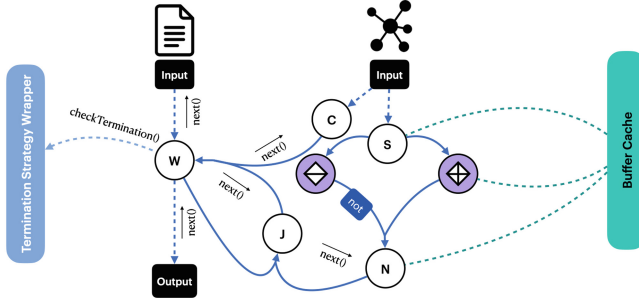 Termination Strategy Wrapper
Input
Input
next()
checkTermination()
C
next()
S
W
next()
not
next()
J
next()
N
Output
Buffer Cache